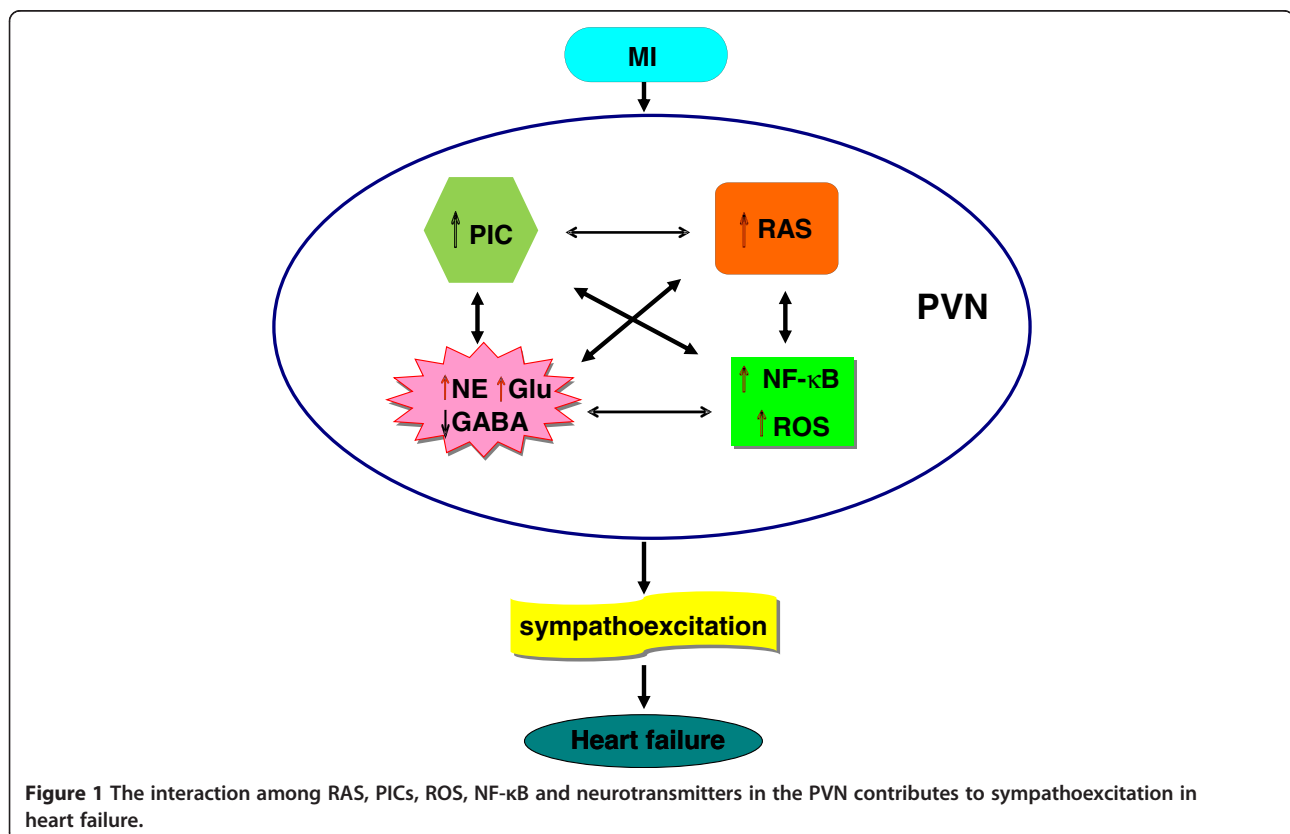 MI
↑ PIC
↑ RAS
PVN
↑NE ↑Glu
↓GABA
↑ NF-κB
↑ ROS
sympathoexcitation
Heart failure
Figure 1 The interaction among RAS, PICs, ROS, NF-κB and neurotransmitters in the PVN contributes to sympathoexcitation in
heart failure.